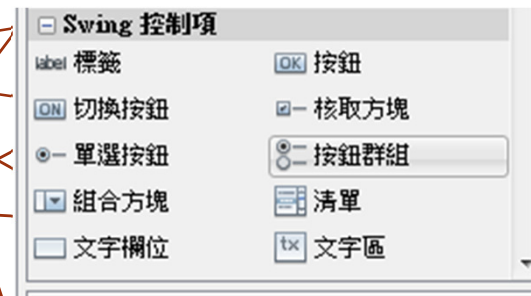 Swing 控制項
label 標籤
OK 按鈕
ON 切換按鈕
核取方塊
單選按鈕
按鈕群組
組合方塊
清單
文字欄位
tx 文字區